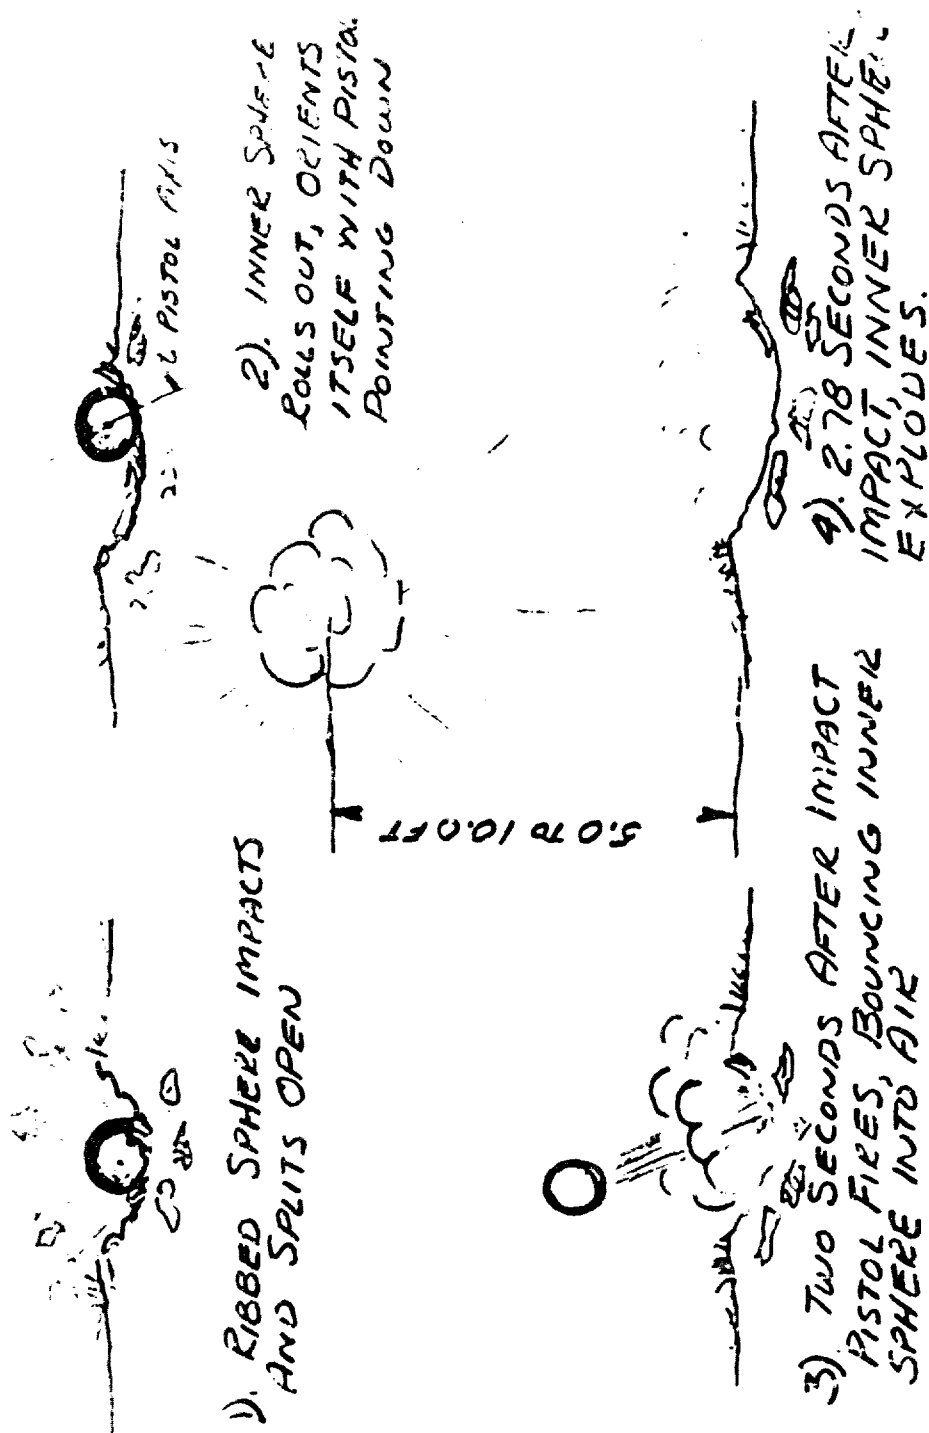 1). RIBBED SPHERE IMPACTS
AND SPLITS OPEN
PISTOL AXIS
2). INNER SPHERE
ROLLS OUT, ORIENTS
ITSELF WITH PISTOL
POINTING DOWN
3). TWO SECONDS AFTER IMPACT
PISTOL FIRES, BOUNCING INNER
SPHERE INTO AIR
5.0 TO 10.0 FT
4). 2.78 SECONDS AFTER
IMPACT, INNER SPHERE
EXPLODES.